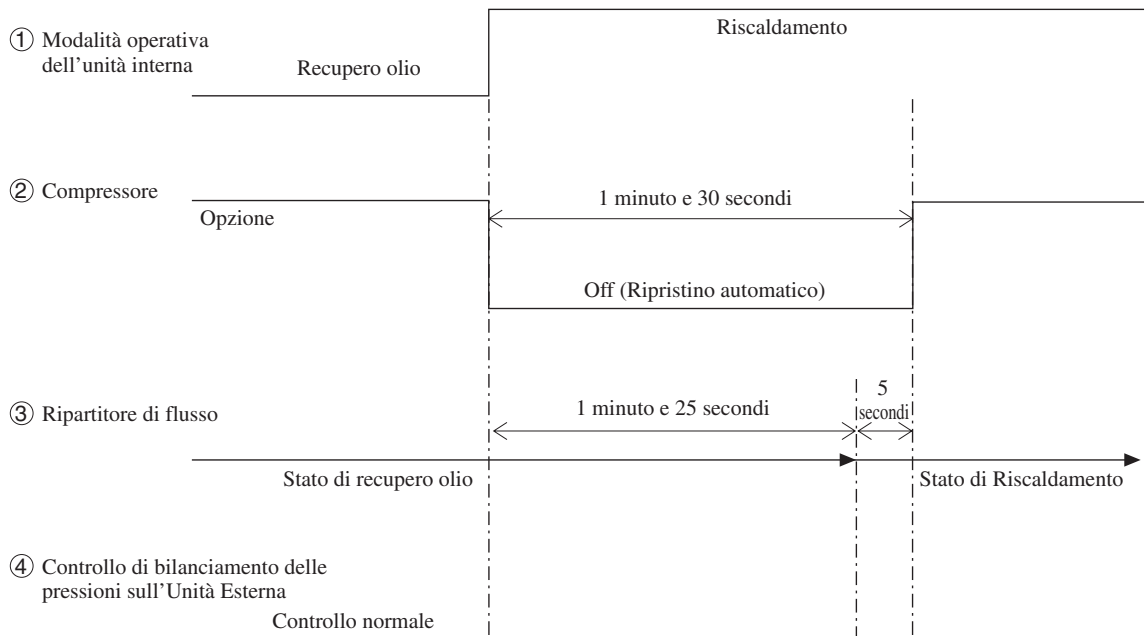 ① Modalità operativa
dell'unità interna
Recupero olio
Riscaldamento
② Compressore
Opzione
1 minuto e 30 secondi
Off (Ripristino automatico)
③ Ripartitore di flusso
1 minuto e 25 secondi
5
secondi
Stato di recupero olio
Stato di Riscaldamento
④ Controllo di bilanciamento delle
pressioni sull'Unità Esterna
Controllo normale